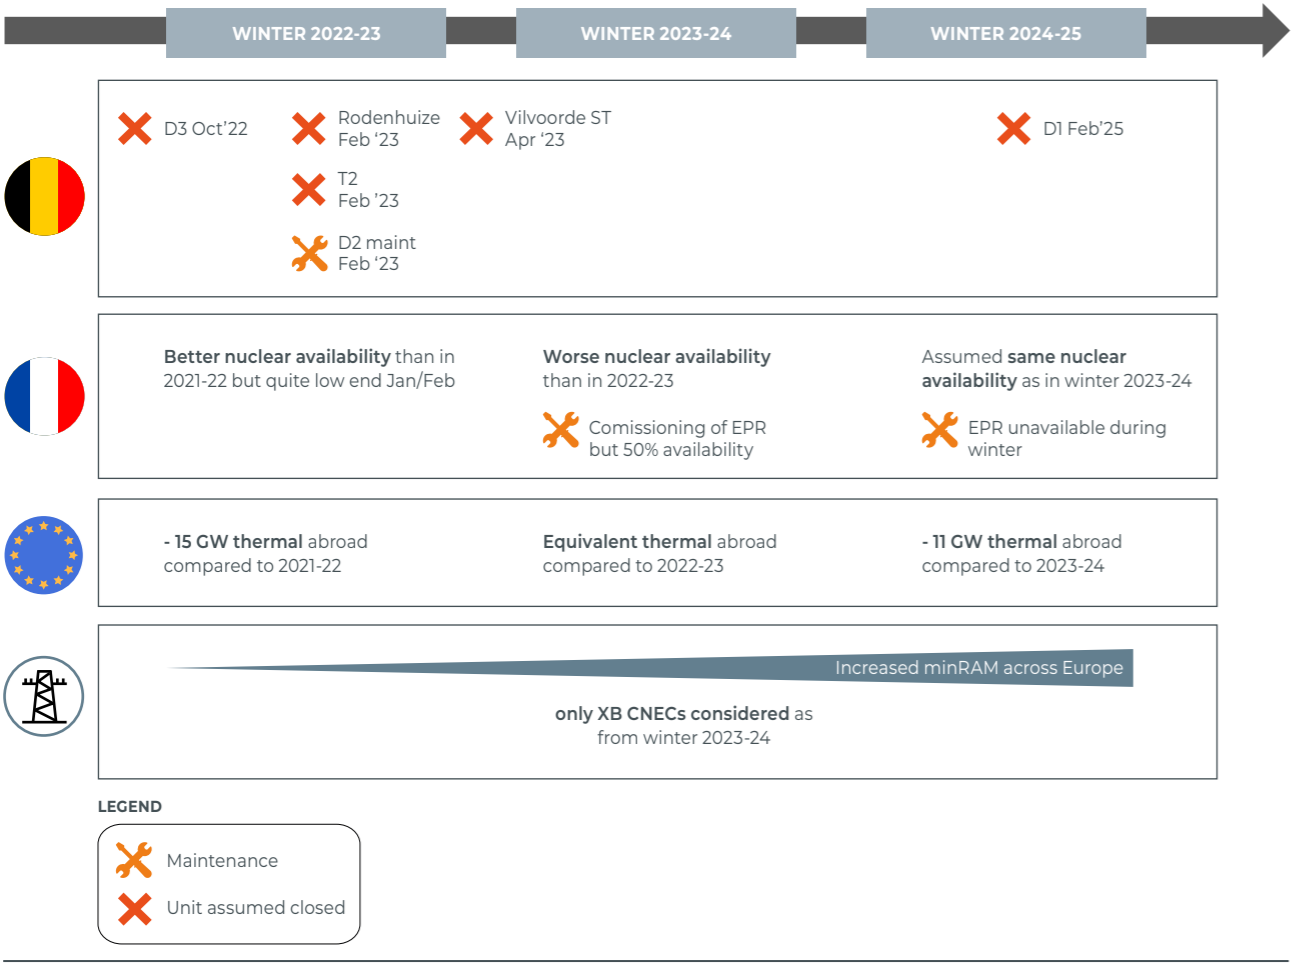 WINTER 2022-23
WINTER 2023-24
WINTER 2024-25
D3 Oct’22
Rodenhuize
Feb ‘23
Vilvoorde ST
Apr ‘23
D1 Feb’25
T2
Feb ’23
D2 maint
Feb ‘23
Better nuclear availability than in
2021-22 but quite low end Jan/Feb
Worse nuclear availability
than in 2022-23
Comissioning of EPR
but 50% availability
Assumed same nuclear
availability as in winter 2023-24
EPR unavailable during
winter
- 15 GW thermal abroad
compared to 2021-22
Equivalent thermal abroad
compared to 2022-23
- 11 GW thermal abroad
compared to 2023-24
Increased minRAM across Europe
only XB CNECs considered as
from winter 2023-24
LEGEND
Maintenance
Unit assumed closed